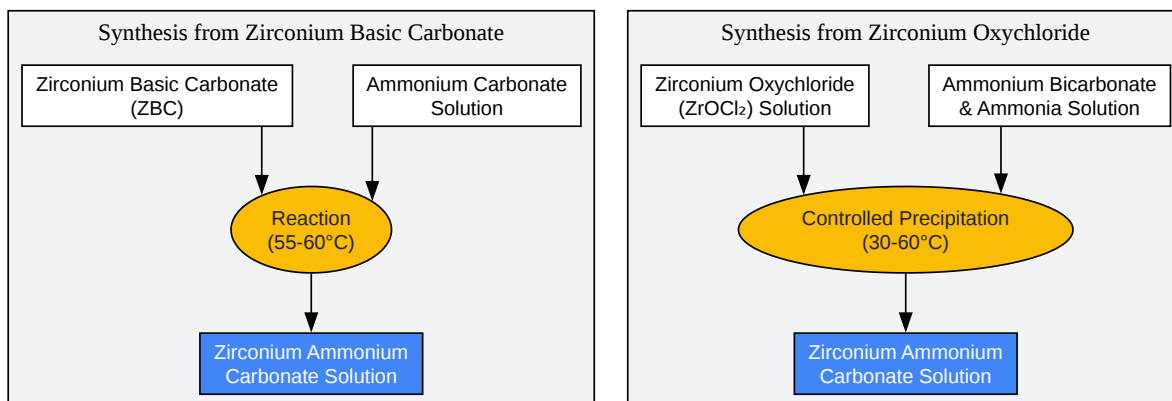 Synthesis from Zirconium Basic Carbonate
Zirconium Basic Carbonate
(ZBC)
Ammonium Carbonate
Solution
Reaction
(55-60°C)
Zirconium Ammonium
Carbonate Solution
Synthesis from Zirconium Oxychloride
Zirconium Oxychloride
(ZrOCl₂) Solution
Ammonium Bicarbonate
& Ammonia Solution
Controlled Precipitation
(30-60°C)
Zirconium Ammonium
Carbonate Solution